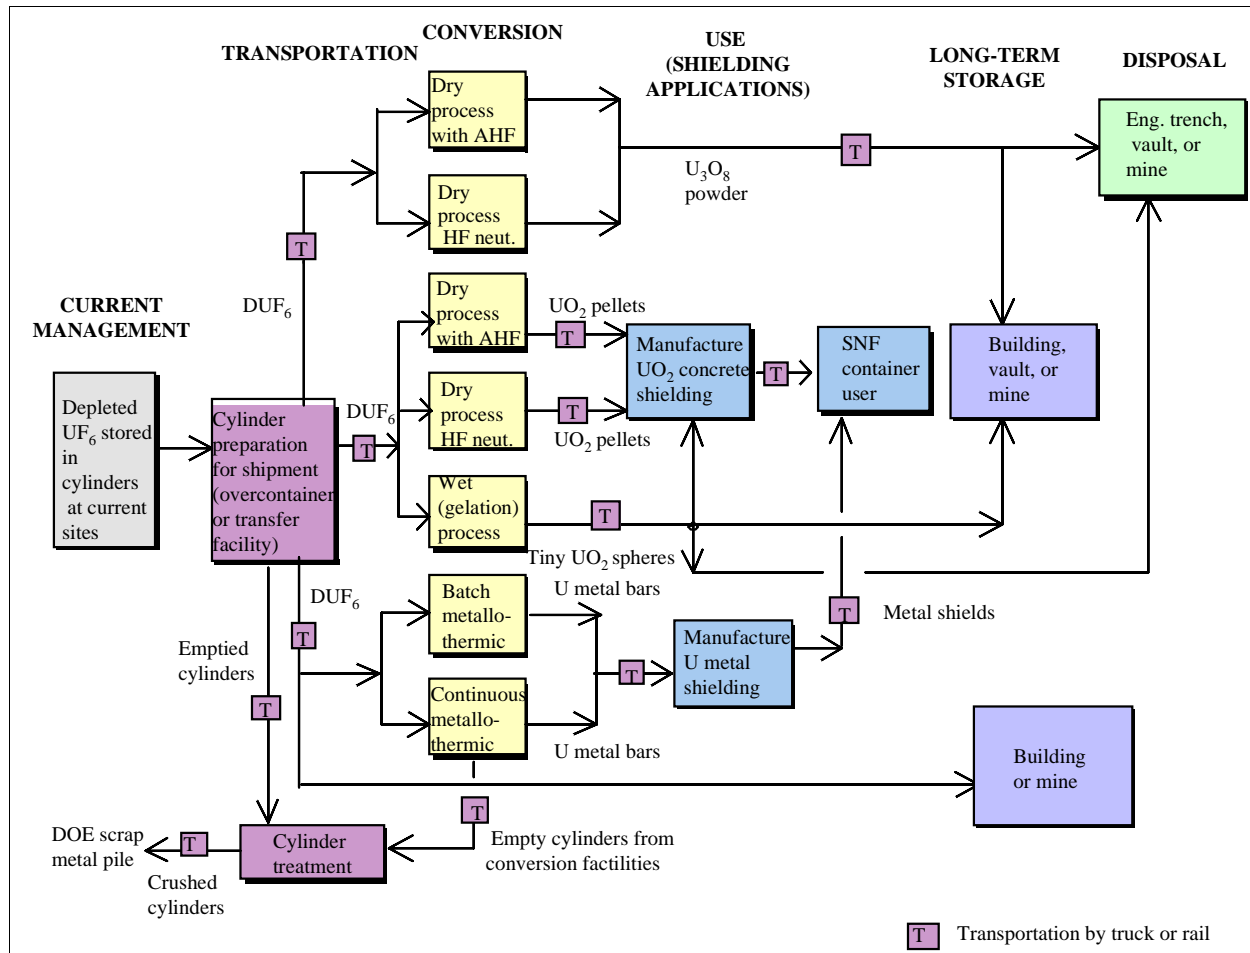 TRANSPORTATION
CONVERSION
USE
(SHIELDING
APPLICATIONS)
LONG-TERM
STORAGE
DISPOSAL
Dry
process
with AHF
Eng. trench,
vault, or
mine
T
U3O8
powder
Dry
process
HF neut.
T
DUF6
CURRENT
MANAGEMENT
Dry
process
with AHF
UO2 pellets
T
Manufacture
UO2 concrete
shielding
T
SNF
container
user
Building,
vault, or
mine
Depleted
UF6 stored
in
cylinders
at current
sites
Cylinder
preparation
for shipment
(overcontainer
or transfer
facility)
DUF6
T
Dry
process
HF neut.
T
UO2 pellets
Wet
(gelation)
process
T
Tiny UO2 spheres
DUF6
T
Batch
metallo-
thermic
U metal bars
T
Metal shields
Emptied
cylinders
T
Continuous
metallo-
thermic
U metal bars
T
Manufacture
U metal
shielding
Building
or mine
T
Empty cylinders from
conversion factilities
Cylinder
treatment
T
DOE scrap
metal pile
Crushed
cylinders
T
Transportation by truck or rail